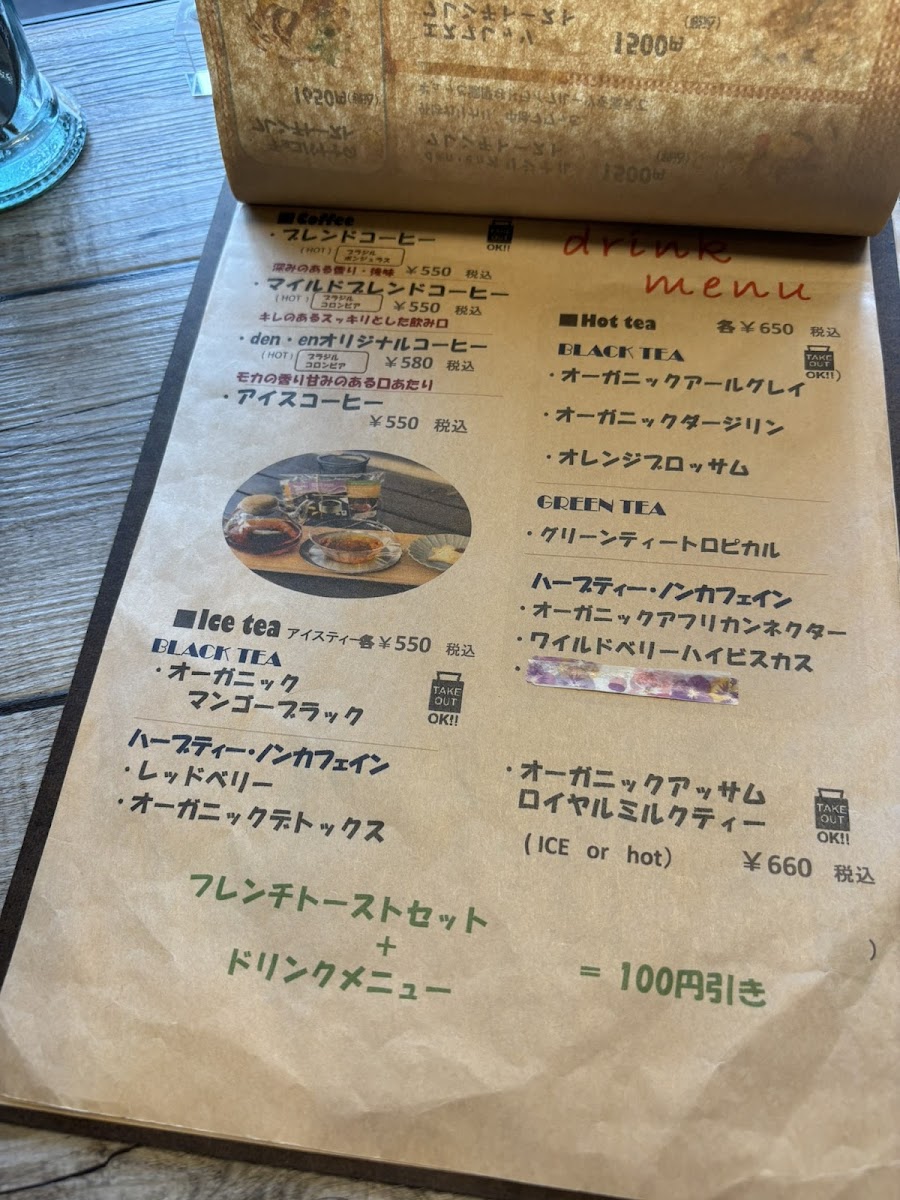 1500円
(税込)
1650円(税込)
フレンチトースト
1500円
(税込)
drink
menu
■Coffee
・ブレンドコーヒー
TAKE OUT
OK!!
(HOT)
ブラジル
深みのある香り・酸味 ￥550 税込
・マイルドブレンドコーヒー
(HOT)
ブラジル
コロンビア
￥550 税込
キレのあるスッキリとした飲み口
・den・enオリジナルコーヒー
(HOT)
ブラジル
コロンビア
￥580 税込
モカの香り甘みのある口あたり
・アイスコーヒー
￥550 税込
■Ice tea アイスティー各￥550 税込
BLACK TEA
・オーガニック
マンゴーブラック
TAKE
OUT
OK!!
ハーブティー・ノンカフェイン
・レッドベリー
・オーガニックデトックス
■Hot tea 各￥650 税込
BLACK TEA
TAKE
OUT
OK!!)
・オーガニックアールグレイ
・オーガニックダージリン
・オレンジブロッサム
GREEN TEA
・グリーンティートロピカル
ハーブティー・ノンカフェイン
・オーガニックアフリカンネクター
・ワイルドベリーハイビスカス
・
・オーガニックアッサム
ロイヤルミルクティー
TAKE
OUT
OK!!
(ICE or hot) ￥660 税込
)
フレンチトーストセット
+
ドリンクメニュー = 100円引き